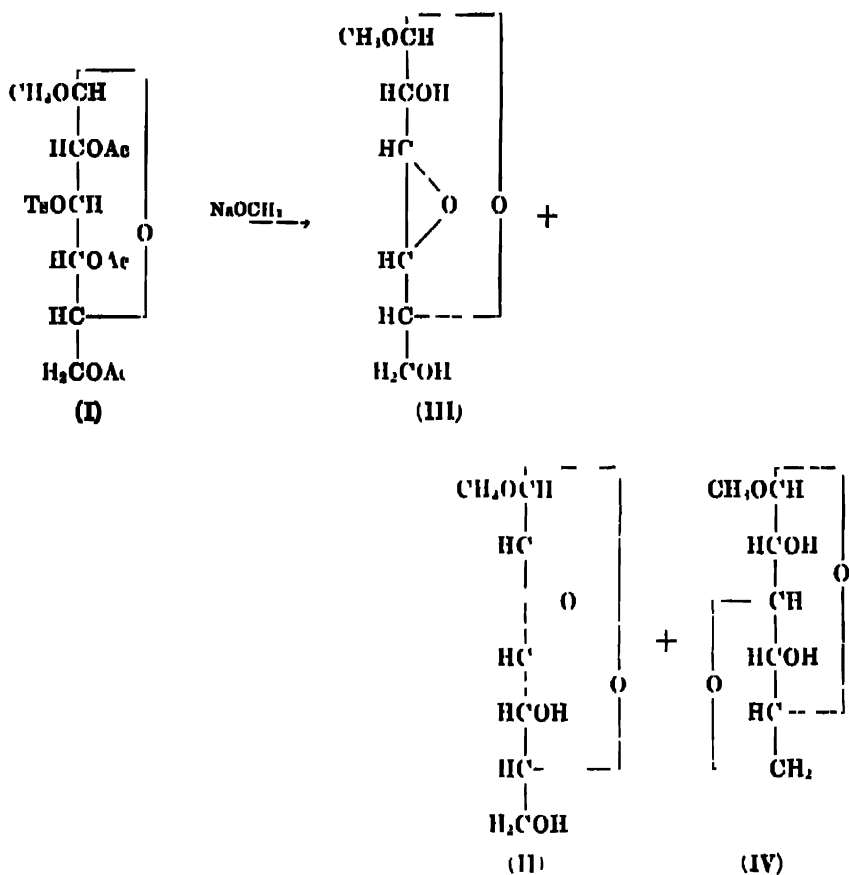 CH₃OCH
HCOAc
TsOCH
O
HCOAc
HC
H₂COAc
(I)
NaOCH₃
CH₃OCH
HCOH
HC
O
O
HC
HC
H₂COH
(III)
+
CH₃OCH
HC
O
HC
O
HCOH
HC
H₂COH
(II)
+
CH₃OCH
HCOH
O
CH
HCOH
O
HC
CH₂
(IV)